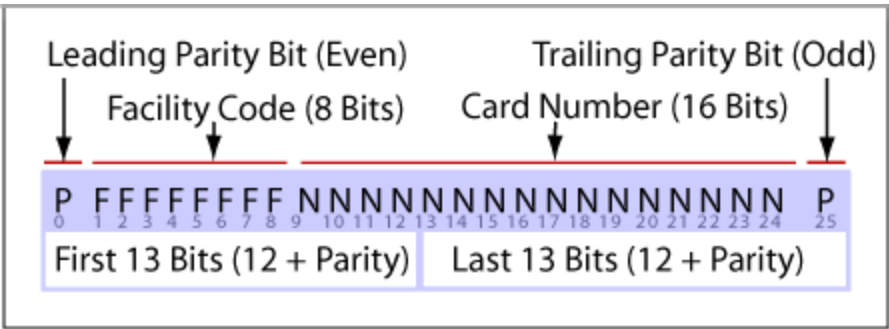 Leading Parity Bit (Even) Trailing Parity Bit (Odd)
Facility Code (8 Bits) Card Number (16 Bits)
P F F F F F F F F N N N N N N N N N N N N N N N N P
0 1 2 3 4 5 6 7 8 9 10 11 12 13 14 15 16 17 18 19 20 21 22 23 24 25
First 13 Bits (12 + Parity) Last 13 Bits (12 + Parity)